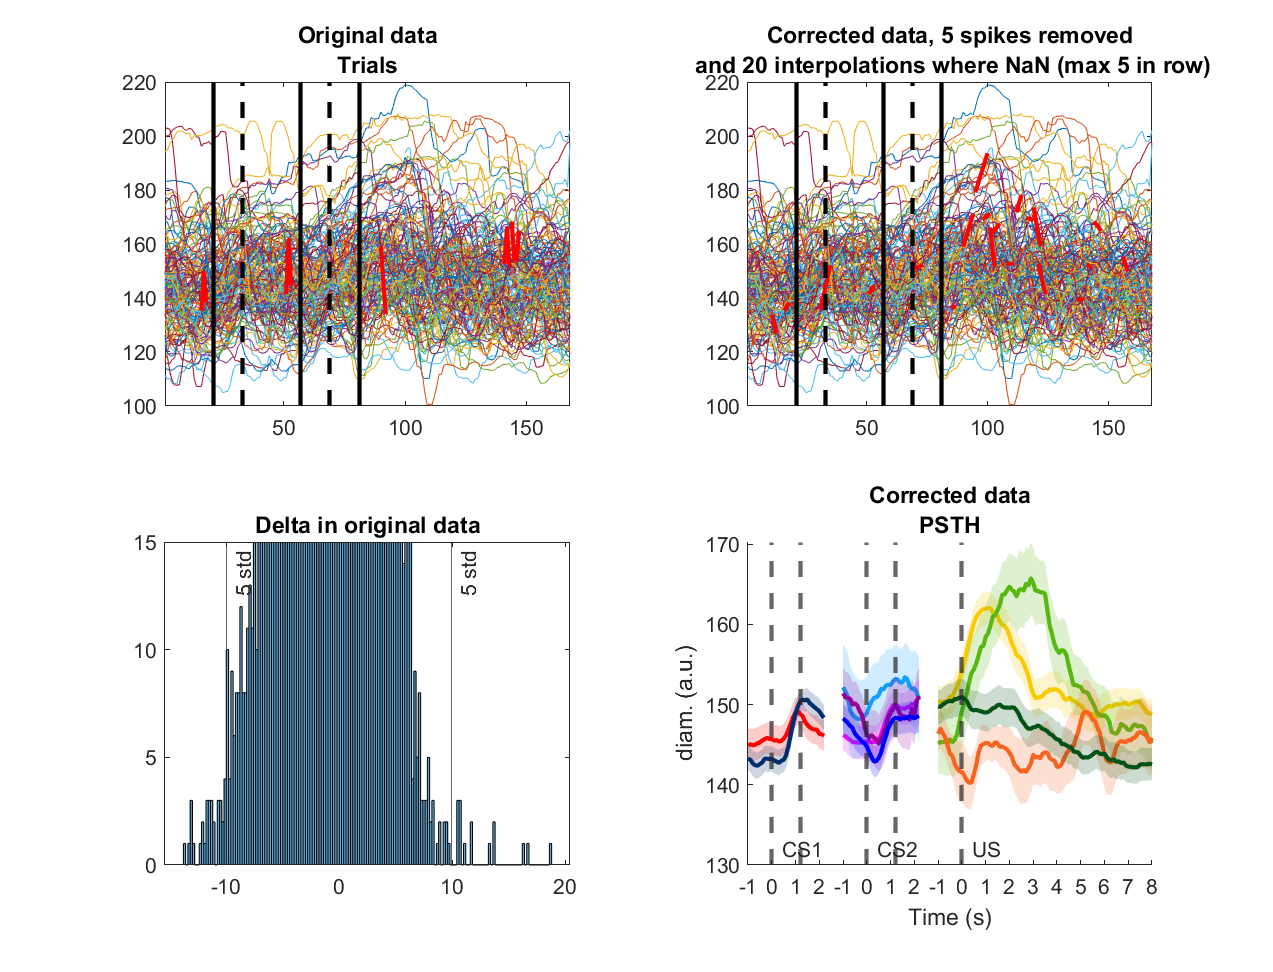 Original data
Trials
220
200
180
160
140
120
100
50
100
150
Corrected data, 5 spikes removed
and 20 interpolations where NaN (max 5 in row)
220
200
180
160
140
120
100
50
100
150
Delta in original data
15
10
5
0
5 std
5 std
-10
0
10
20
Corrected data
PSTH
170
160
150
140
130
diam. (a.u.)
CS1
CS2
US
-1 0 1 2 -1 0 1 2 -1 0 1 2 3 4 5 6 7 8
Time (s)